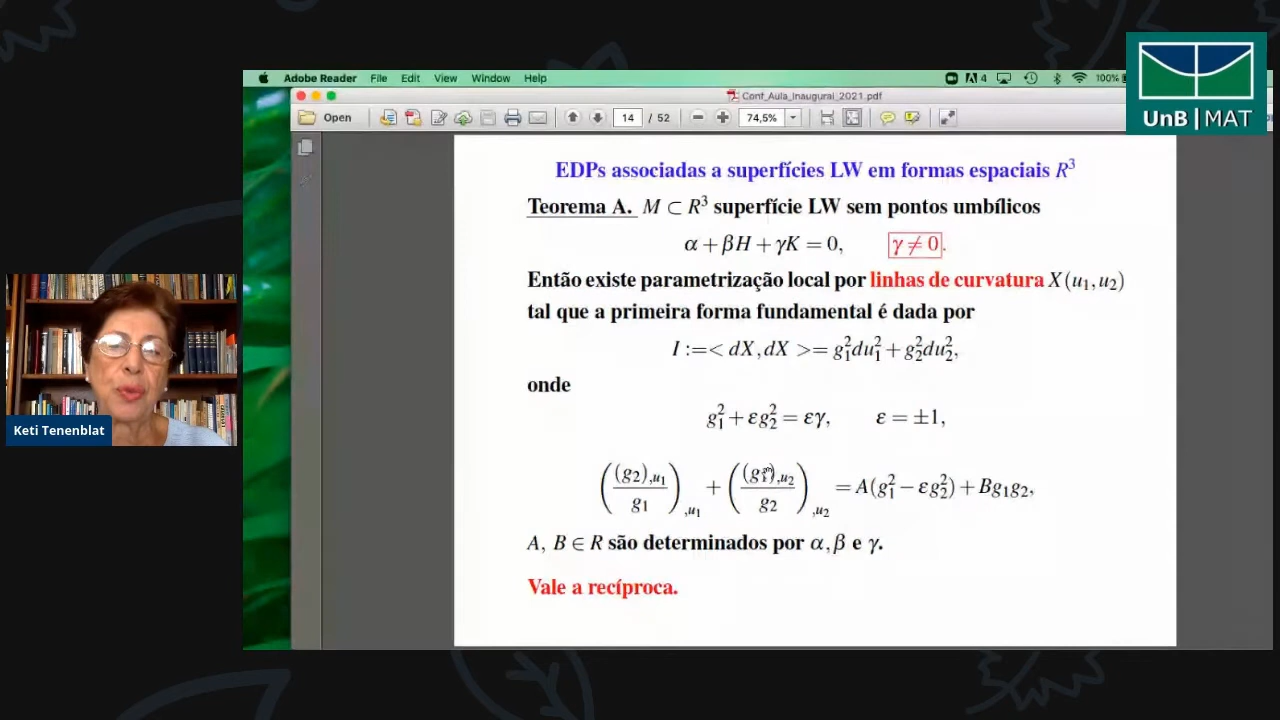 Adobe Reader File Edit View Window Help
4 100%
Conf_Aula_Inaugural_2021.pdf
Open 14 / 52 74,5%
UnB | MAT
EDPs associadas a superfícies LW em formas espaciais R³
Teorema A. M ⊂ R³ superfície LW sem pontos umbílicos
α + βH + γK = 0, γ ≠ 0.
Então existe parametrização local por linhas de curvatura X(u₁,u₂)
tal que a primeira forma fundamental é dada por
I :=< dX, dX >= g₁²du₁² + g₂²du₂²,
onde
g₁² + εg₂² = εγ, ε = ±1,
((g₂),u₁ / g₁),u₁ + ((g₁),u₂ / g₂),u₂ = A(g₁² − εg₂²) + Bg₁g₂,
A, B ∈ R são determinados por α, β e γ.
Vale a recíproca.
Keti Tenenblat